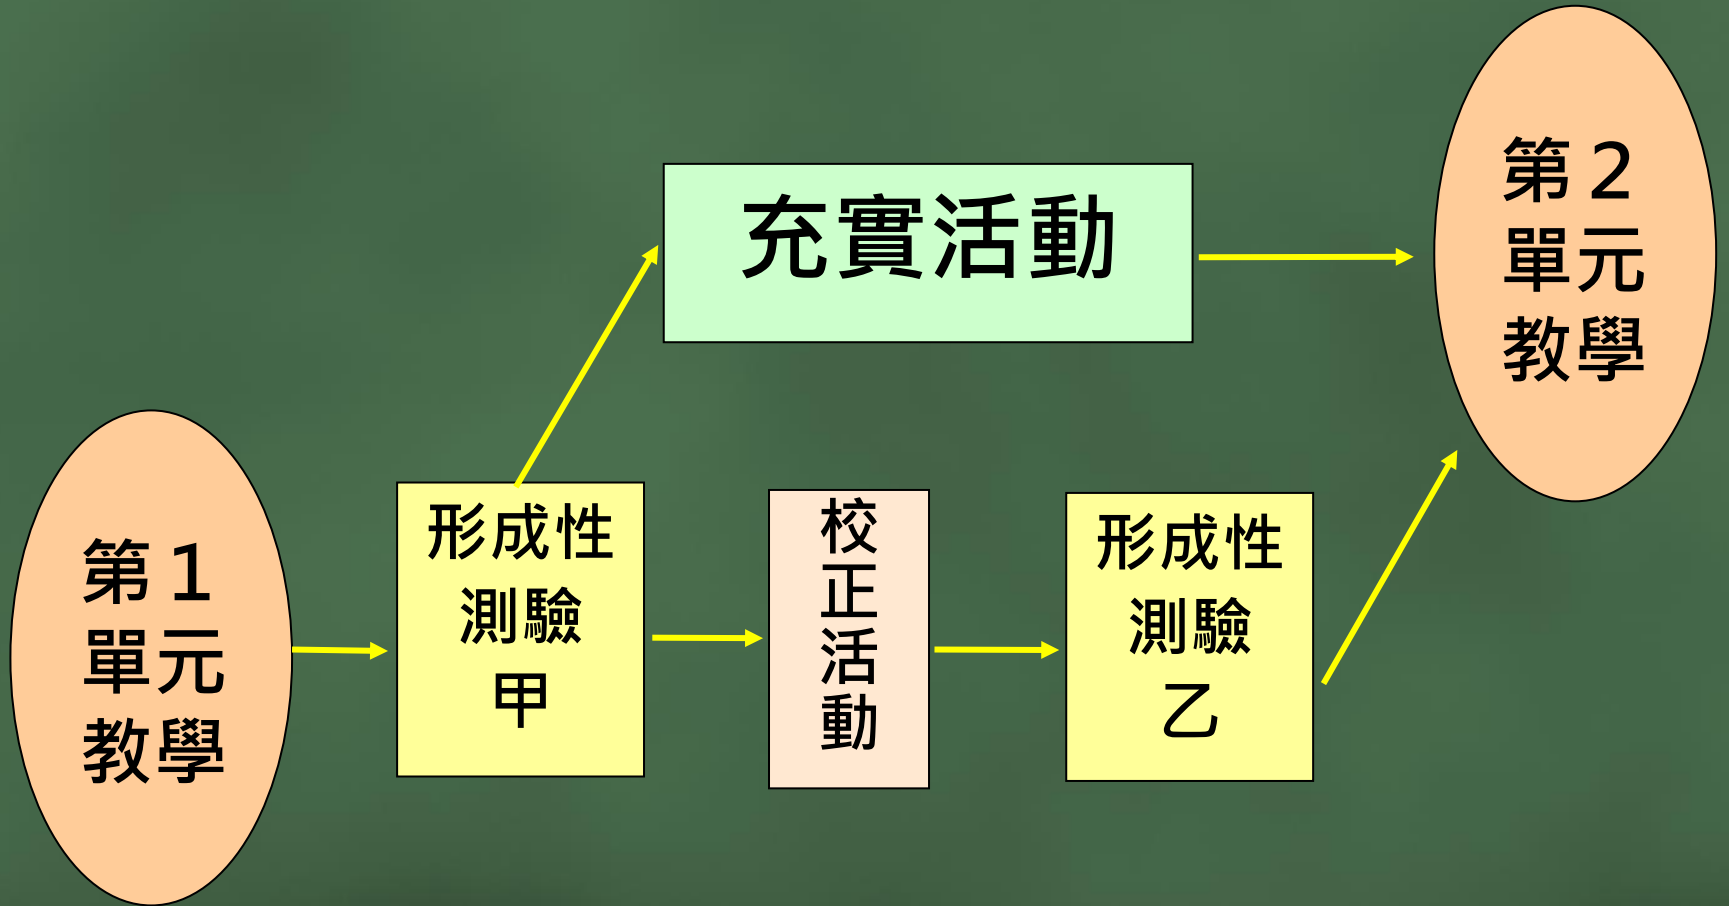 充實活動
第2
單元
教學
第1
單元
教學
形成性
測驗
甲
校正活動
形成性
測驗
乙